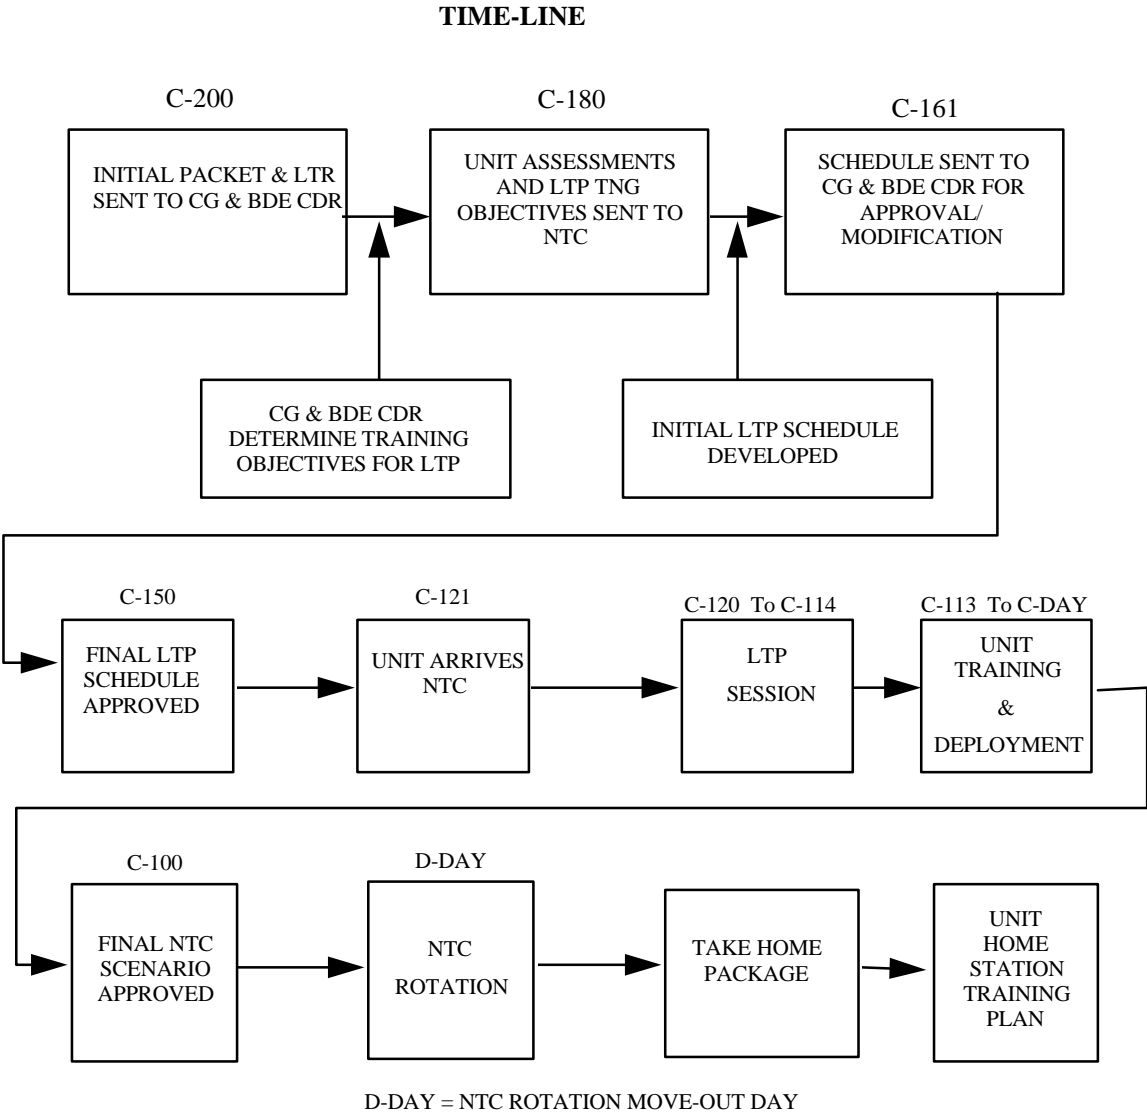 TIME-LINE
C-200
INITIAL PACKET & LTR
SENT TO CG & BDE CDR
C-180
UNIT ASSESSMENTS
AND LTP TNG
OBJECTIVES SENT TO
NTC
C-161
SCHEDULE SENT TO
CG & BDE CDR FOR
APPROVAL/
MODIFICATION
CG & BDE CDR
DETERMINE TRAINING
OBJECTIVES FOR LTP
INITIAL LTP SCHEDULE
DEVELOPED
C-150
FINAL LTP
SCHEDULE
APPROVED
C-121
UNIT ARRIVES
NTC
C-120 To C-114
LTP
SESSION
C-113 To C-DAY
UNIT
TRAINING
&
DEPLOYMENT
C-100
FINAL NTC
SCENARIO
APPROVED
D-DAY
NTC
ROTATION
TAKE HOME
PACKAGE
UNIT
HOME
STATION
TRAINING
PLAN
D-DAY = NTC ROTATION MOVE-OUT DAY